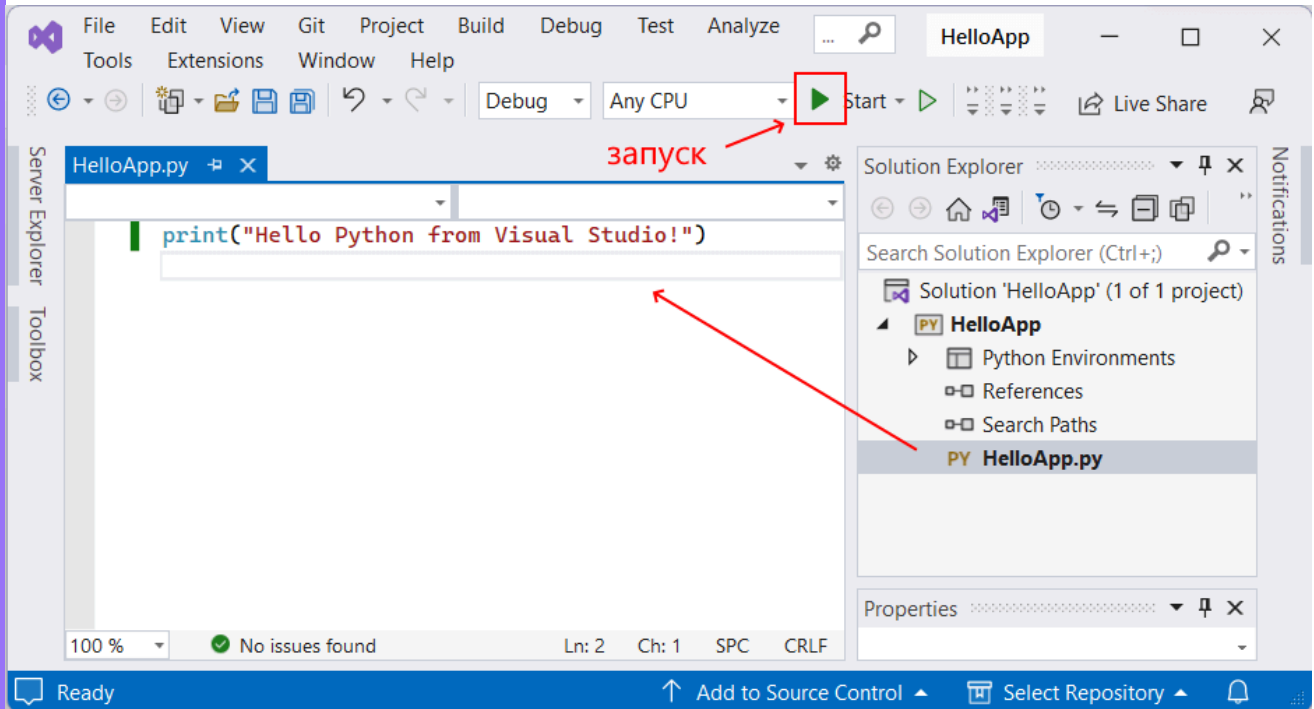 File Edit View Git Project Build Debug Test Analyze ... HelloApp
Tools Extensions Window Help
Debug Any CPU Start Live Share
запуск
Server Explorer
Toolbox
HelloApp.py
print("Hello Python from Visual Studio!")
100 % No issues found Ln: 2 Ch: 1 SPC CRLF
Solution Explorer
Search Solution Explorer (Ctrl+;)
Solution 'HelloApp' (1 of 1 project)
PY HelloApp
Python Environments
References
Search Paths
PY HelloApp.py
Properties
Notifications
Ready Add to Source Control Select Repository